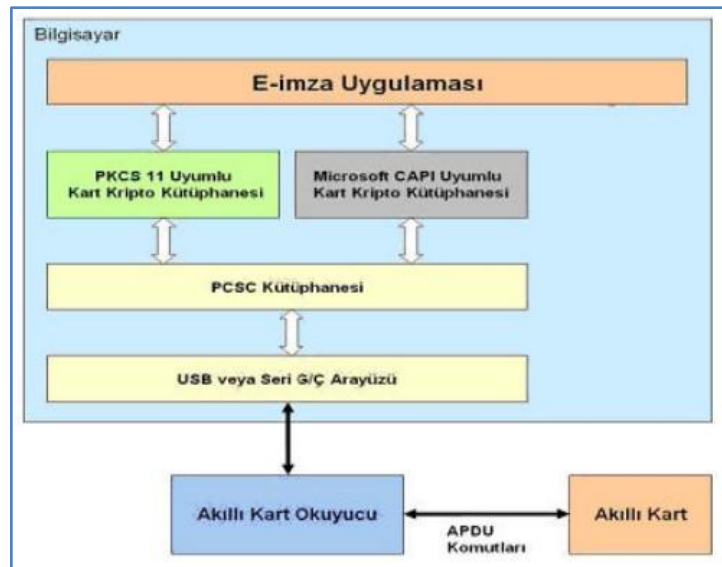 Bilgisayar
E-imza Uygulaması
PKCS 11 Uyumlu
Kart Kripto Kütüphanesi
Microsoft CAPI Uyumlu
Kart Kripto Kütüphanesi
PCSC Kütüphanesi
USB veya Seri G/Ç Arayüzü
Akıllı Kart Okuyucu
APDU
Komutları
Akıllı Kart